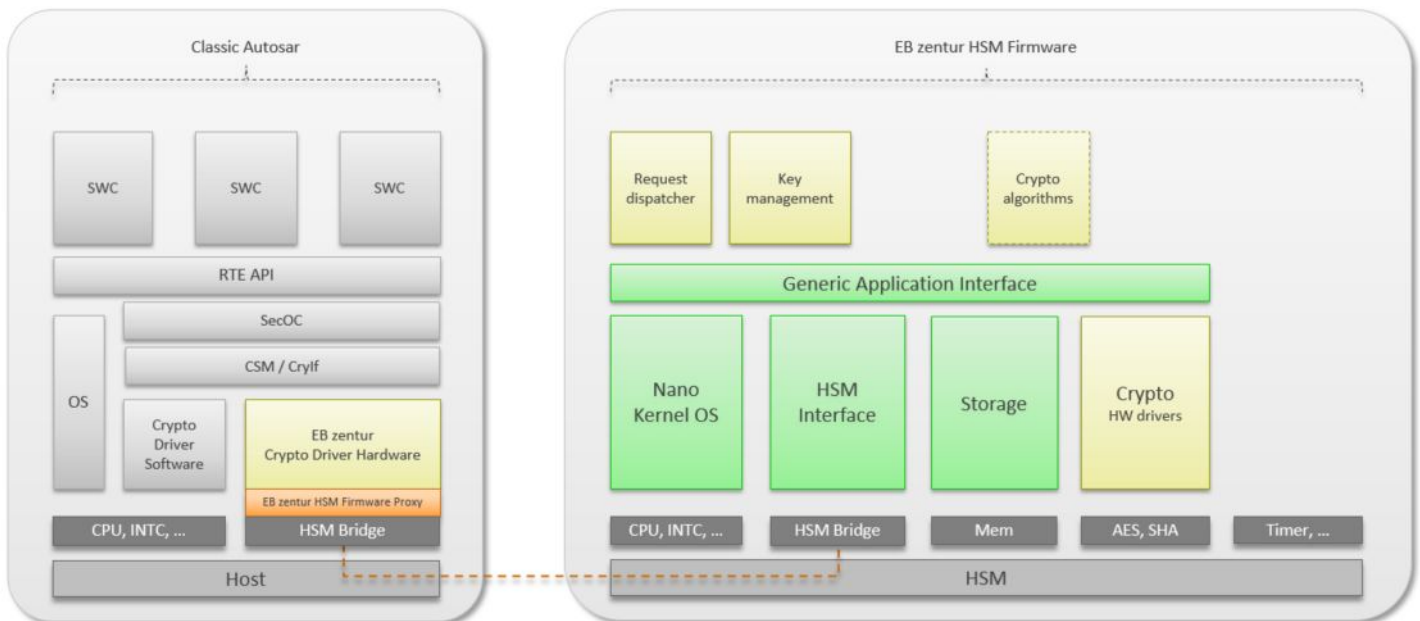 Classic Autosar
SWC
SWC
SWC
RTE API
SecOC
CSM / CryIf
OS
Crypto
Driver
Software
EB zentur
Crypto Driver Hardware
EB zentur HSM Firmware Proxy
CPU, INTC, ...
HSM Bridge
Host
EB zentur HSM Firmware
Request
dispatcher
Key
management
Crypto
algorithms
Generic Application Interface
Nano
Kernel OS
HSM
Interface
Storage
Crypto
HW drivers
CPU, INTC, ...
HSM Bridge
Mem
AES, SHA
Timer, ...
HSM